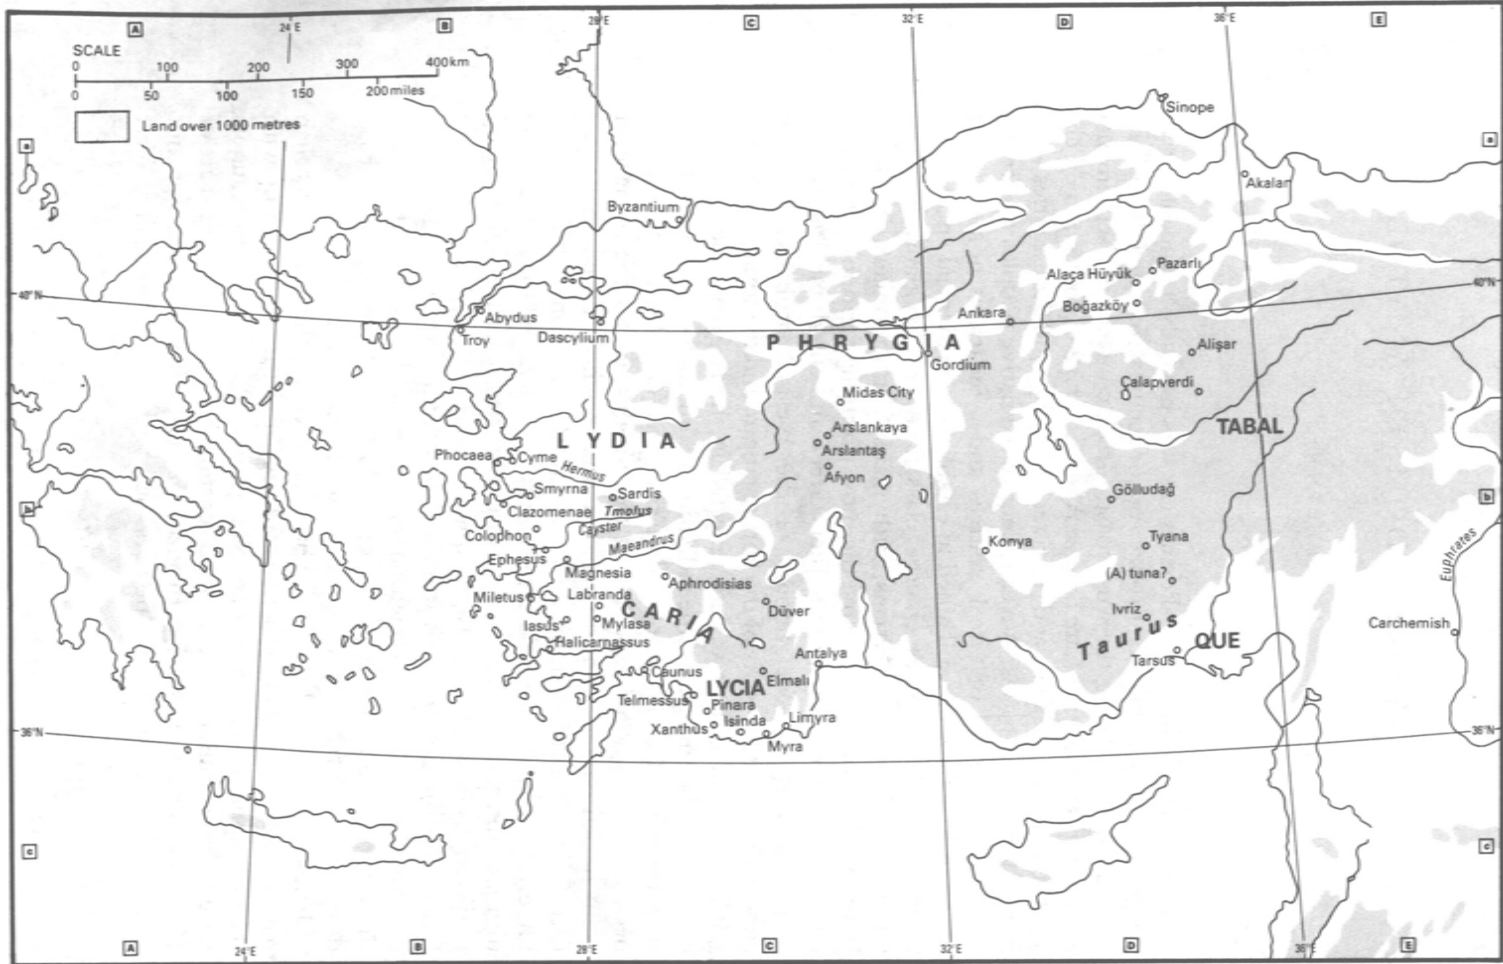 A
24°E
B
28°E
C
32°E
D
36°E
E
SCALE
0 100 200 300 400 km
0 50 100 150 200 miles
Land over 1000 metres
a
a
Sinope
Akalan
Byzantium
Pazarlı
Alaça Hüyük
Boğazköy
40°N
40°N
Abydus
Troy
Dascylium
Ankara
PHRYGIA
Gordium
Alişar
Çalapverdi
Midas City
TABAL
Arslankaya
Arslantaş
Afyon
LYDIA
Phocaea
Cyme
Hermus
Smyrna
Sardis
Clazomenae
Tmolus
Cayster
Colophon
Maeandrus
Ephesus
Magnesia
Gölludağ
b
b
Konya
Tyana
Euphrates
(A) tuna?
Aphrodisias
Miletus
Labranda
CARIA
Düver
Ivriz
Iasus
Mylasa
Taurus
Carchemish
Halicarnassus
QUE
Antalya
Tarsus
Caunus
Elmalı
LYCIA
Telmessus
Pinara
Xanthus
Isinda
Limyra
Myra
36°N
36°N
c
c
A
24°E
B
28°E
C
32°E
D
36°E
E